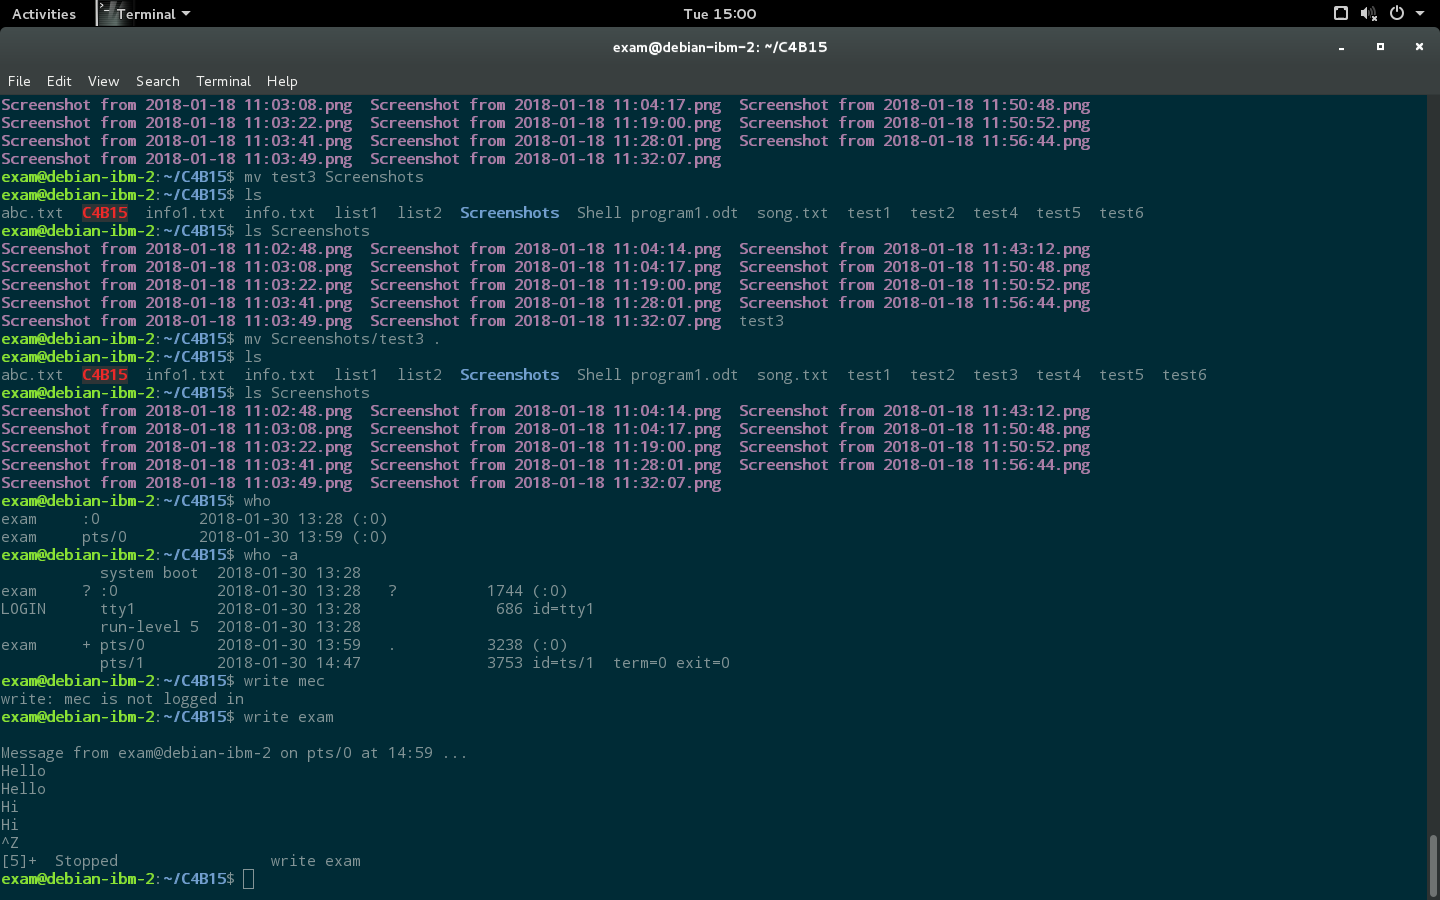 Activities Terminal Tue 15:00
exam@debian-ibm-2: ~/C4B15
File Edit View Search Terminal Help
Screenshot from 2018-01-18 11:03:08.png  Screenshot from 2018-01-18 11:04:17.png  Screenshot from 2018-01-18 11:50:48.png
Screenshot from 2018-01-18 11:03:22.png  Screenshot from 2018-01-18 11:19:00.png  Screenshot from 2018-01-18 11:50:52.png
Screenshot from 2018-01-18 11:03:41.png  Screenshot from 2018-01-18 11:28:01.png  Screenshot from 2018-01-18 11:56:44.png
Screenshot from 2018-01-18 11:03:49.png  Screenshot from 2018-01-18 11:32:07.png
exam@debian-ibm-2:~/C4B15$ mv test3 Screenshots
exam@debian-ibm-2:~/C4B15$ ls
abc.txt  C4B15  info1.txt  info.txt  list1  list2  Screenshots  Shell program1.odt  song.txt  test1  test2  test4  test5  test6
exam@debian-ibm-2:~/C4B15$ ls Screenshots
Screenshot from 2018-01-18 11:02:48.png  Screenshot from 2018-01-18 11:04:14.png  Screenshot from 2018-01-18 11:43:12.png
Screenshot from 2018-01-18 11:03:08.png  Screenshot from 2018-01-18 11:04:17.png  Screenshot from 2018-01-18 11:50:48.png
Screenshot from 2018-01-18 11:03:22.png  Screenshot from 2018-01-18 11:19:00.png  Screenshot from 2018-01-18 11:50:52.png
Screenshot from 2018-01-18 11:03:41.png  Screenshot from 2018-01-18 11:28:01.png  Screenshot from 2018-01-18 11:56:44.png
Screenshot from 2018-01-18 11:03:49.png  Screenshot from 2018-01-18 11:32:07.png  test3
exam@debian-ibm-2:~/C4B15$ mv Screenshots/test3 .
exam@debian-ibm-2:~/C4B15$ ls
abc.txt  C4B15  info1.txt  info.txt  list1  list2  Screenshots  Shell program1.odt  song.txt  test1  test2  test3  test4  test5  test6
exam@debian-ibm-2:~/C4B15$ ls Screenshots
Screenshot from 2018-01-18 11:02:48.png  Screenshot from 2018-01-18 11:04:14.png  Screenshot from 2018-01-18 11:43:12.png
Screenshot from 2018-01-18 11:03:08.png  Screenshot from 2018-01-18 11:04:17.png  Screenshot from 2018-01-18 11:50:48.png
Screenshot from 2018-01-18 11:03:22.png  Screenshot from 2018-01-18 11:19:00.png  Screenshot from 2018-01-18 11:50:52.png
Screenshot from 2018-01-18 11:03:41.png  Screenshot from 2018-01-18 11:28:01.png  Screenshot from 2018-01-18 11:56:44.png
Screenshot from 2018-01-18 11:03:49.png  Screenshot from 2018-01-18 11:32:07.png
exam@debian-ibm-2:~/C4B15$ who
exam     :0           2018-01-30 13:28 (:0)
exam     pts/0        2018-01-30 13:59 (:0)
exam@debian-ibm-2:~/C4B15$ who -a
           system boot  2018-01-30 13:28
exam     ? :0           2018-01-30 13:28   ?          1744 (:0)
LOGIN      tty1         2018-01-30 13:28               686 id=tty1
           run-level 5  2018-01-30 13:28
exam     + pts/0        2018-01-30 13:59   .          3238 (:0)
           pts/1        2018-01-30 14:47              3753 id=ts/1  term=0 exit=0
exam@debian-ibm-2:~/C4B15$ write mec
write: mec is not logged in
exam@debian-ibm-2:~/C4B15$ write exam
Message from exam@debian-ibm-2 on pts/0 at 14:59 ...
Hello
Hello
Hi
Hi
^Z
[5]+  Stopped                 write exam
exam@debian-ibm-2:~/C4B15$